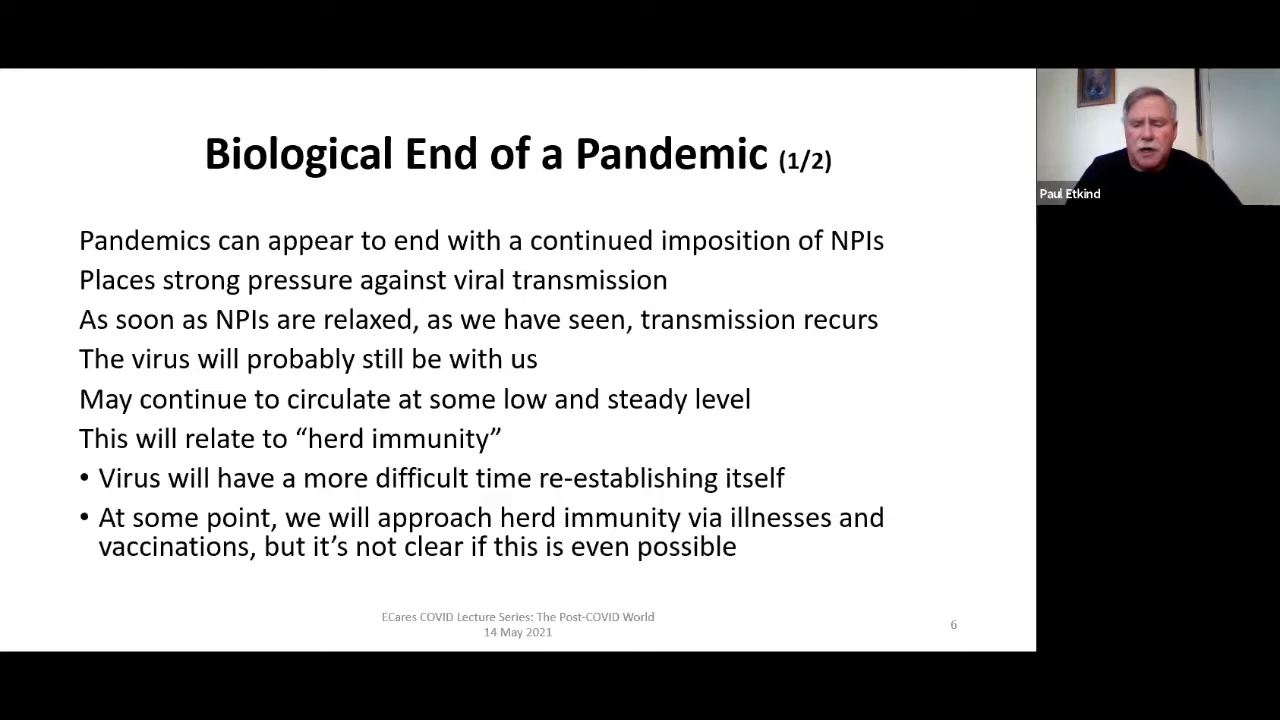 Biological End of a Pandemic (1/2)
Pandemics can appear to end with a continued imposition of NPIs
Places strong pressure against viral transmission
As soon as NPIs are relaxed, as we have seen, transmission recurs
The virus will probably still be with us
May continue to circulate at some low and steady level
This will relate to “herd immunity”
• Virus will have a more difficult time re-establishing itself
• At some point, we will approach herd immunity via illnesses and
vaccinations, but it’s not clear if this is even possible
ECares COVID Lecture Series: The Post-COVID World
14 May 2021
6
Paul Etkind